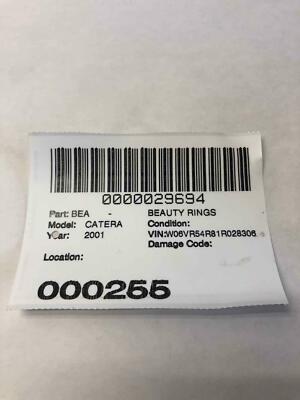 0000029694
Part: BEA - BEAUTY RINGS
Model: CATERA Condition:
Year: 2001 VIN:W06VR54R81R028306
Damage Code:
Location:
000255